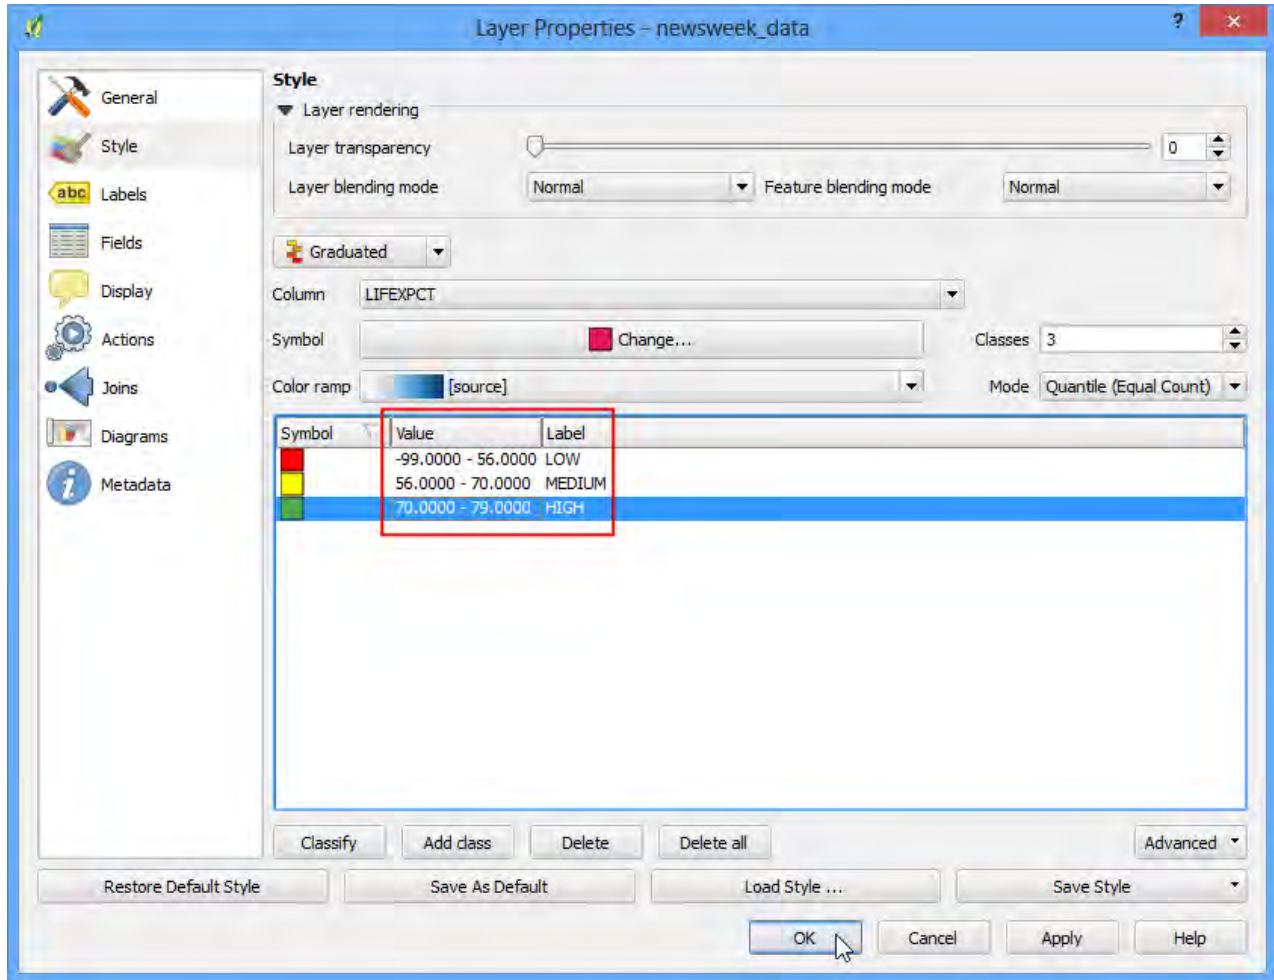 Layer Properties - newsweek_data
?
General
Style
Labels
Fields
Display
Actions
Joins
Diagrams
Metadata
Style
Layer rendering
Layer transparency 0
Layer blending mode Normal Feature blending mode Normal
Graduated
Column LIFEXPCT
Symbol Change... Classes 3
Color ramp [source] Mode Quantile (Equal Count)
Symbol Value Label
-99.0000 - 56.0000 LOW
56.0000 - 70.0000 MEDIUM
70.0000 - 79.0000 HIGH
Classify Add class Delete Delete all Advanced
Restore Default Style Save As Default Load Style ... Save Style
OK Cancel Apply Help
abc
i